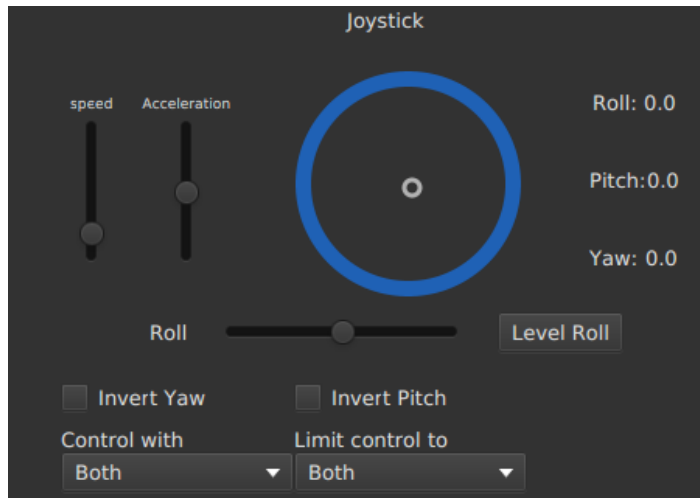 Joystick
speed
Acceleration
Roll: 0.0
Pitch:0.0
Yaw: 0.0
Roll
Level Roll
Invert Yaw
Invert Pitch
Control with
Limit control to
Both
Both